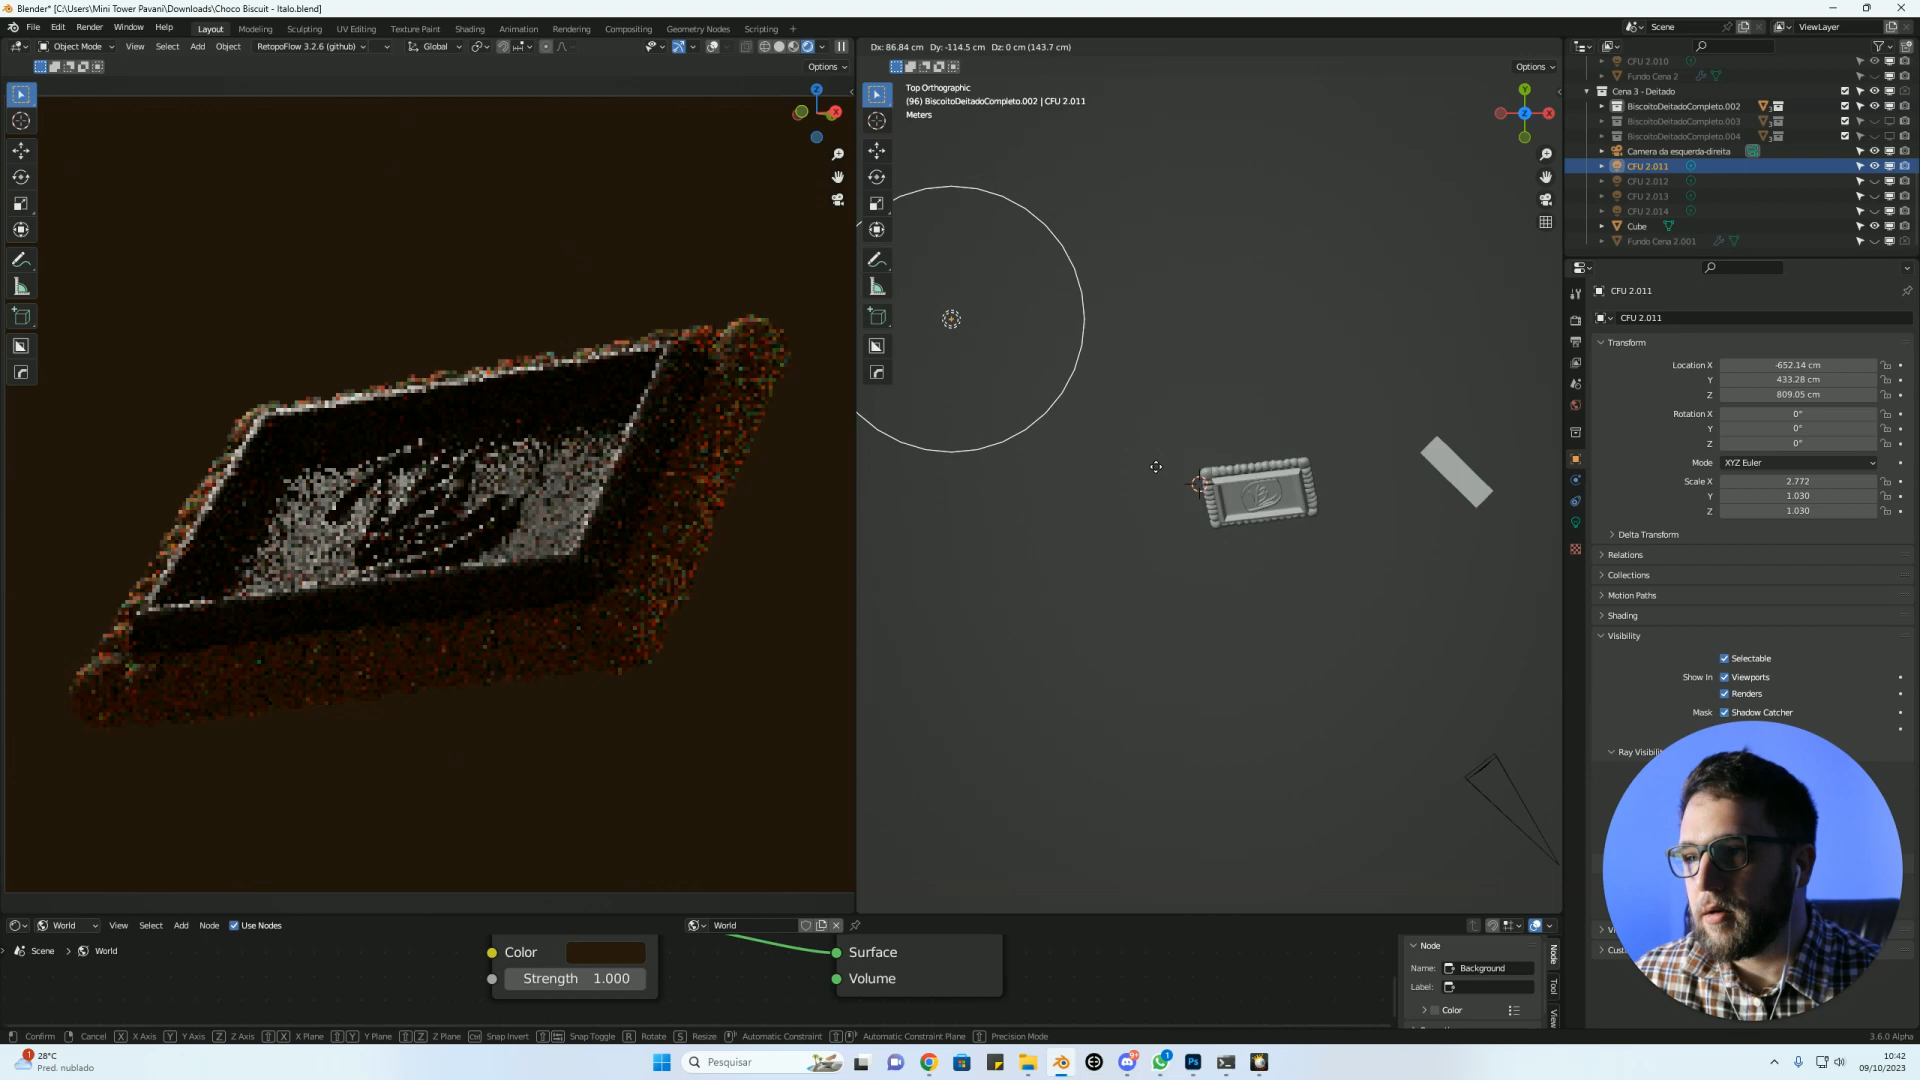 Blender* [C:\Users\Mini Tower Pavani\Downloads\Choco Biscuit - Italo.blend]
File Edit Render Window Help Layout Modeling Sculpting UV Editing Texture Paint Shading Animation Rendering Compositing Geometry Nodes Scripting + Scene ViewLayer
Object Mode View Select Add Object RetopoFlow 3.2.6 (github) Global
Dx: 86.84 cm Dy: -114.5 cm Dz: 0 cm (143.7 cm)
Options
Options
Top Orthographic
(96) BiscoitoDeitadoCompleto.002 | CFU 2.011
Meters
Z
X
Y
X
Z
CFU 2.010
Fundo Cena 2
Cena 3 - Deitado
BiscoitoDeitadoCompleto.002
BiscoitoDeitadoCompleto.003
BiscoitoDeitadoCompleto.004
Camera da esquerda-direita
CFU 2.011
CFU 2.012
CFU 2.013
CFU 2.014
Cube
Fundo Cena 2.001
CFU 2.011
CFU 2.011
Transform
Location X -652.14 cm
Y 433.28 cm
Z 809.05 cm
Rotation X 0°
Y 0°
Z 0°
Mode XYZ Euler
Scale X 2.772
Y 1.030
Z 1.030
Delta Transform
Relations
Collections
Motion Paths
Shading
Visibility
Selectable
Show In Viewports
Renders
Mask Shadow Catcher
Ray Visibility
World View Select Add Node Use Nodes World
Scene > World
Color
Strength 1.000
Surface
Volume
Node
Name: Background
Label:
Color
Node
Tool
View
Confirm Cancel X X Axis Y Y Axis Z Z Axis X X Plane Y Y Plane Z Z Plane Ctrl Snap Invert Snap Toggle R Rotate S Resize Automatic Constraint Automatic Constraint Plane Precision Mode 3.6.0 Alpha
1
28°C
Pred. nublado
Pesquisar
9+
1
Ps
10:42
09/10/2023